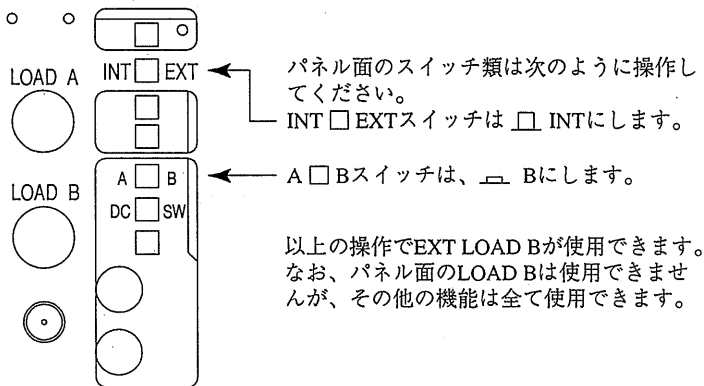 LOAD A
INT □ EXT
LOAD B
A □ B
DC □ SW
パネル面のスイッチ類は次のように操作し
てください。
INT □ EXTスイッチは INTにします。
A □ Bスイッチは、 Bにします。
以上の操作でEXT LOAD Bが使用できます。
なお、パネル面のLOAD Bは使用できませ
んが、その他の機能は全て使用できます。